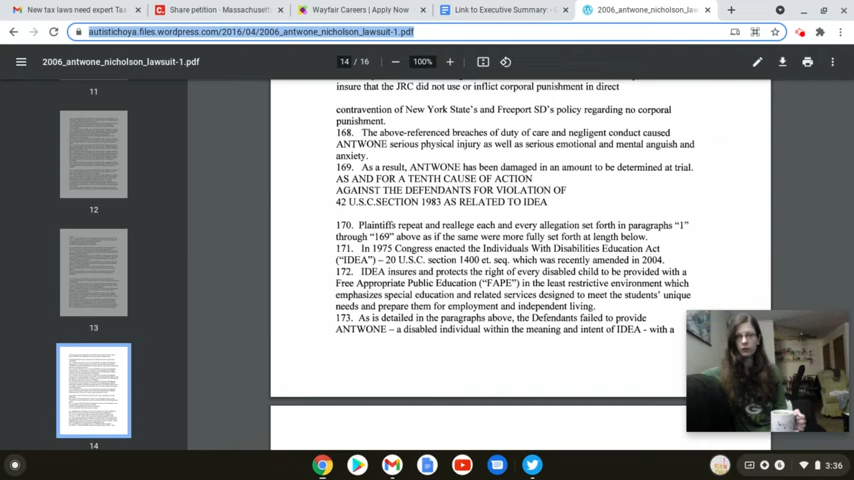 New tax laws need expert Tax
Share petition · Massachuset
Wayfair Careers | Apply Now
Link to Executive Summary: 
2006_antwone_nicholson_law
autistichoya.files.wordpress.com/2016/04/2006_antwone_nicholson_lawsuit-1.pdf
2006_antwone_nicholson_lawsuit-1.pdf
14 / 16
100%
insure that the JRC did not use or inflict corporal punishment in direct
11
contravention of New York State's and Freeport SD's policy regarding no corporal
punishment.
168. The above-referenced breaches of duty of care and negligent conduct caused
ANTWONE serious physical injury as well as serious emotional and mental anguish and
anxiety.
169. As a result, ANTWONE has been damaged in an amount to be determined at trial.
AS AND FOR A TENTH CAUSE OF ACTION
AGAINST THE DEFENDANTS FOR VIOLATION OF
42 U.S.C.SECTION 1983 AS RELATED TO IDEA
12
170. Plaintiffs repeat and reallege each and every allegation set forth in paragraphs "1"
through "169" above as if the same were more fully set forth at length below.
171. In 1975 Congress enacted the Individuals With Disabilities Education Act
("IDEA") – 20 U.S.C. section 1400 et. seq. which was recently amended in 2004.
172. IDEA insures and protects the right of every disabled child to be provided with a
Free Appropriate Public Education ("FAPE") in the least restrictive environment which
emphasizes special education and related services designed to meet the students' unique
needs and prepare them for employment and independent living.
173. As is detailed in the paragraphs above, the Defendants failed to provide
ANTWONE – a disabled individual within the meaning and intent of IDEA - with a
13
14
3:36